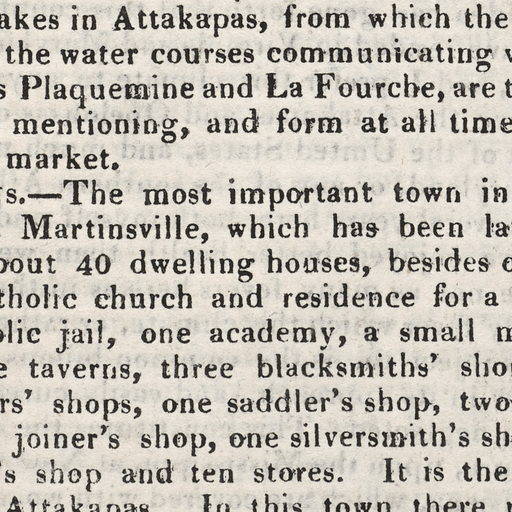 akes in Attakapas, from which the
the water courses communicating
s Plaquemine and La Fourche, are t
mentioning, and form at all time
market.
s.—The most important town in
Martinsville, which has been la
bout 40 dwelling houses, besides
tholic church and residence for a
lic jail, one academy, a small m
e taverns, three blacksmiths' sho
rs' shops, one saddler's shop, two
joiner's shop, one silversmith's sh
's shop and ten stores. It is the
Attakapas In this town there